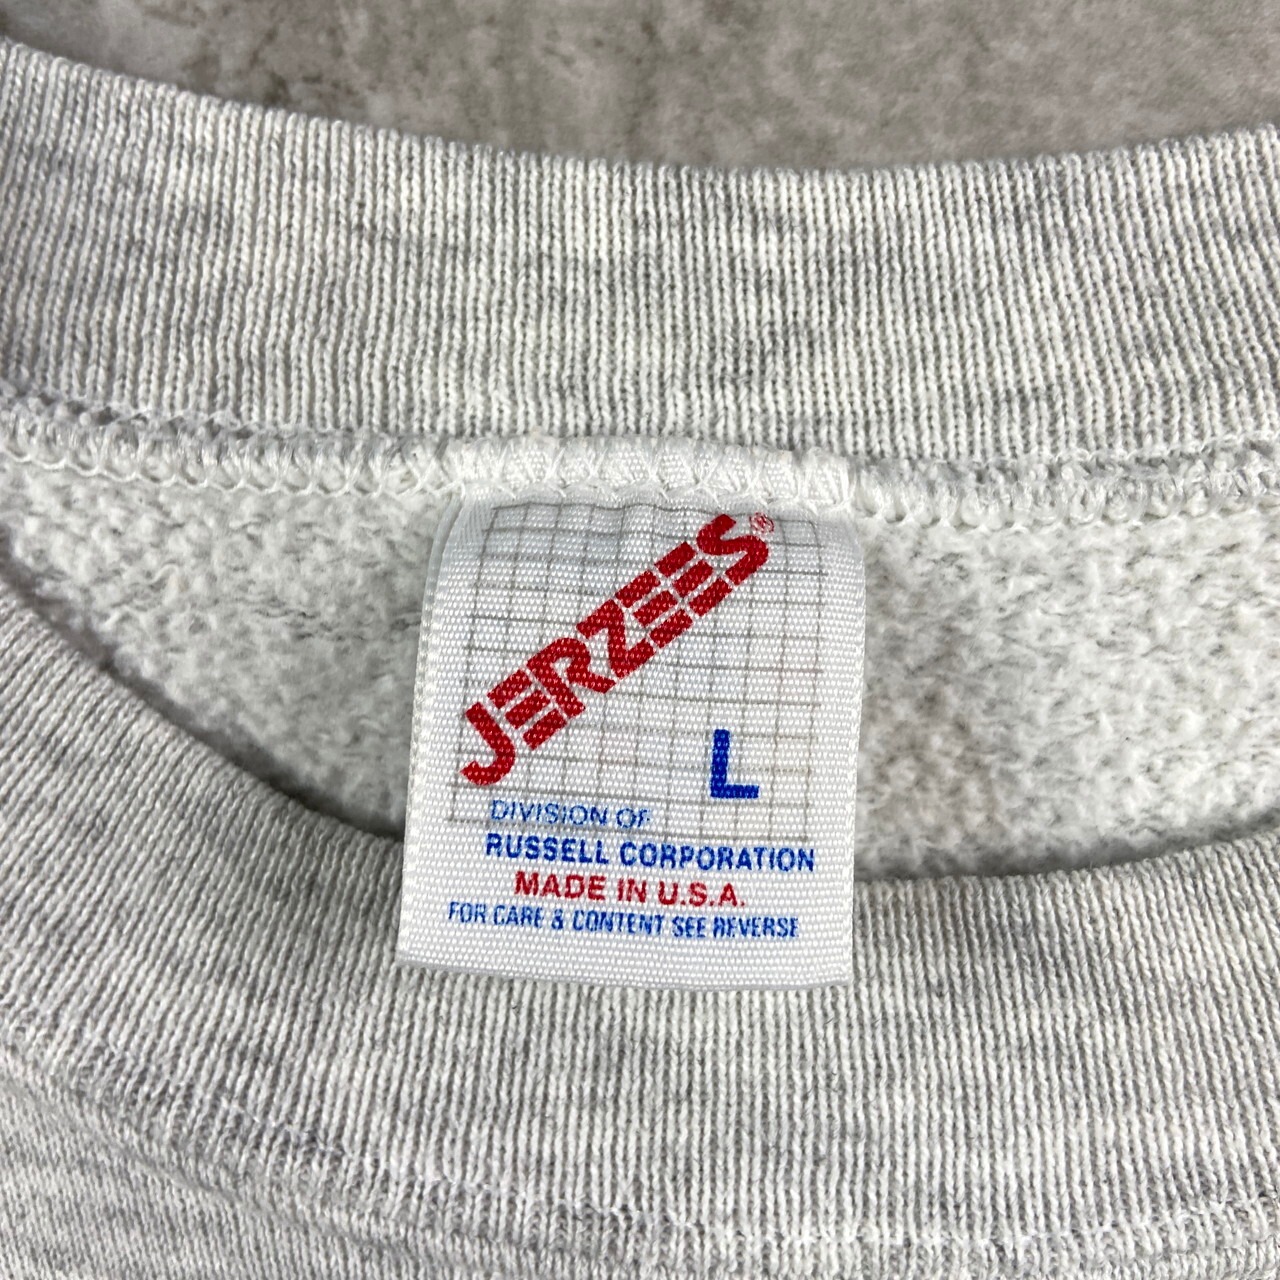 JERZEES®
L
DIVISION OF
RUSSELL CORPORATION
MADE IN U.S.A.
FOR CARE & CONTENT SEE REVERSE